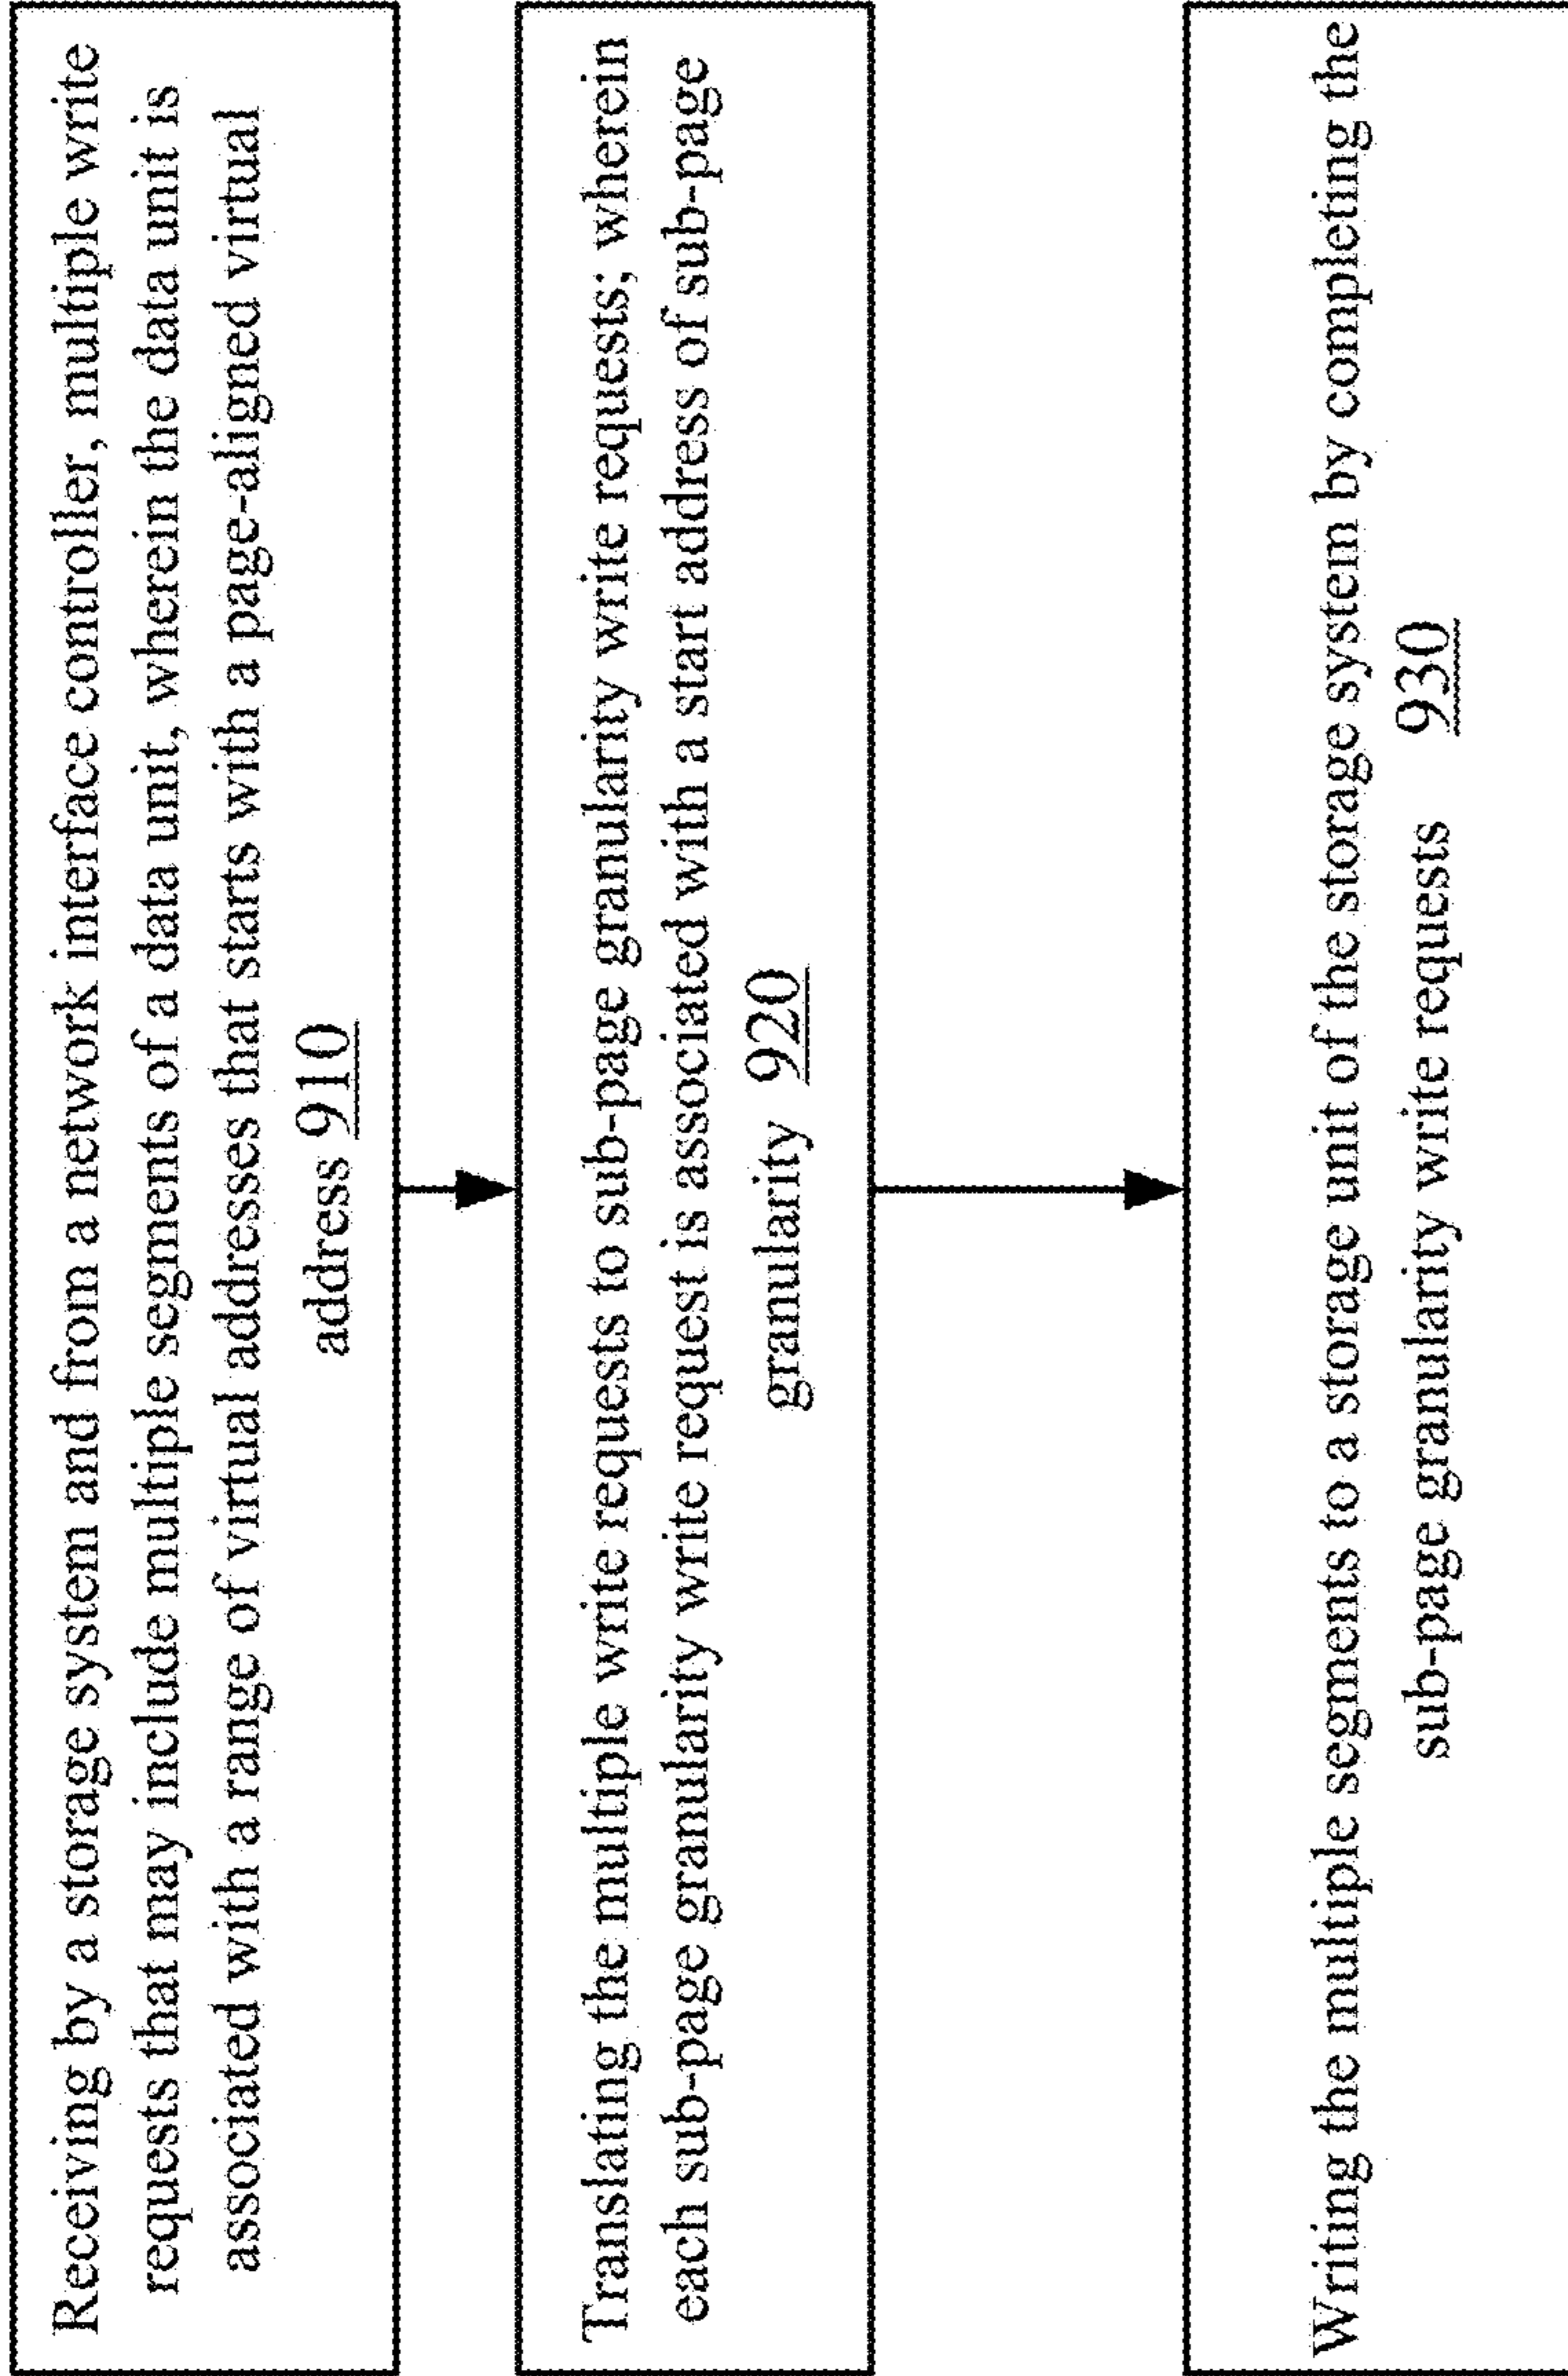 Receiving by a storage system and from a network interface controller, multiple write
requests that may include multiple segments of a data unit, wherein the data unit is
associated with a range of virtual addresses that starts with a page-aligned virtual
address 910
Translating the multiple write requests to sub-page granularity write requests; wherein
each sub-page granularity write request is associated with a start address of sub-page
granularity 920
Writing the multiple segments to a storage unit of the storage system by completing the
sub-page granularity write requests 930